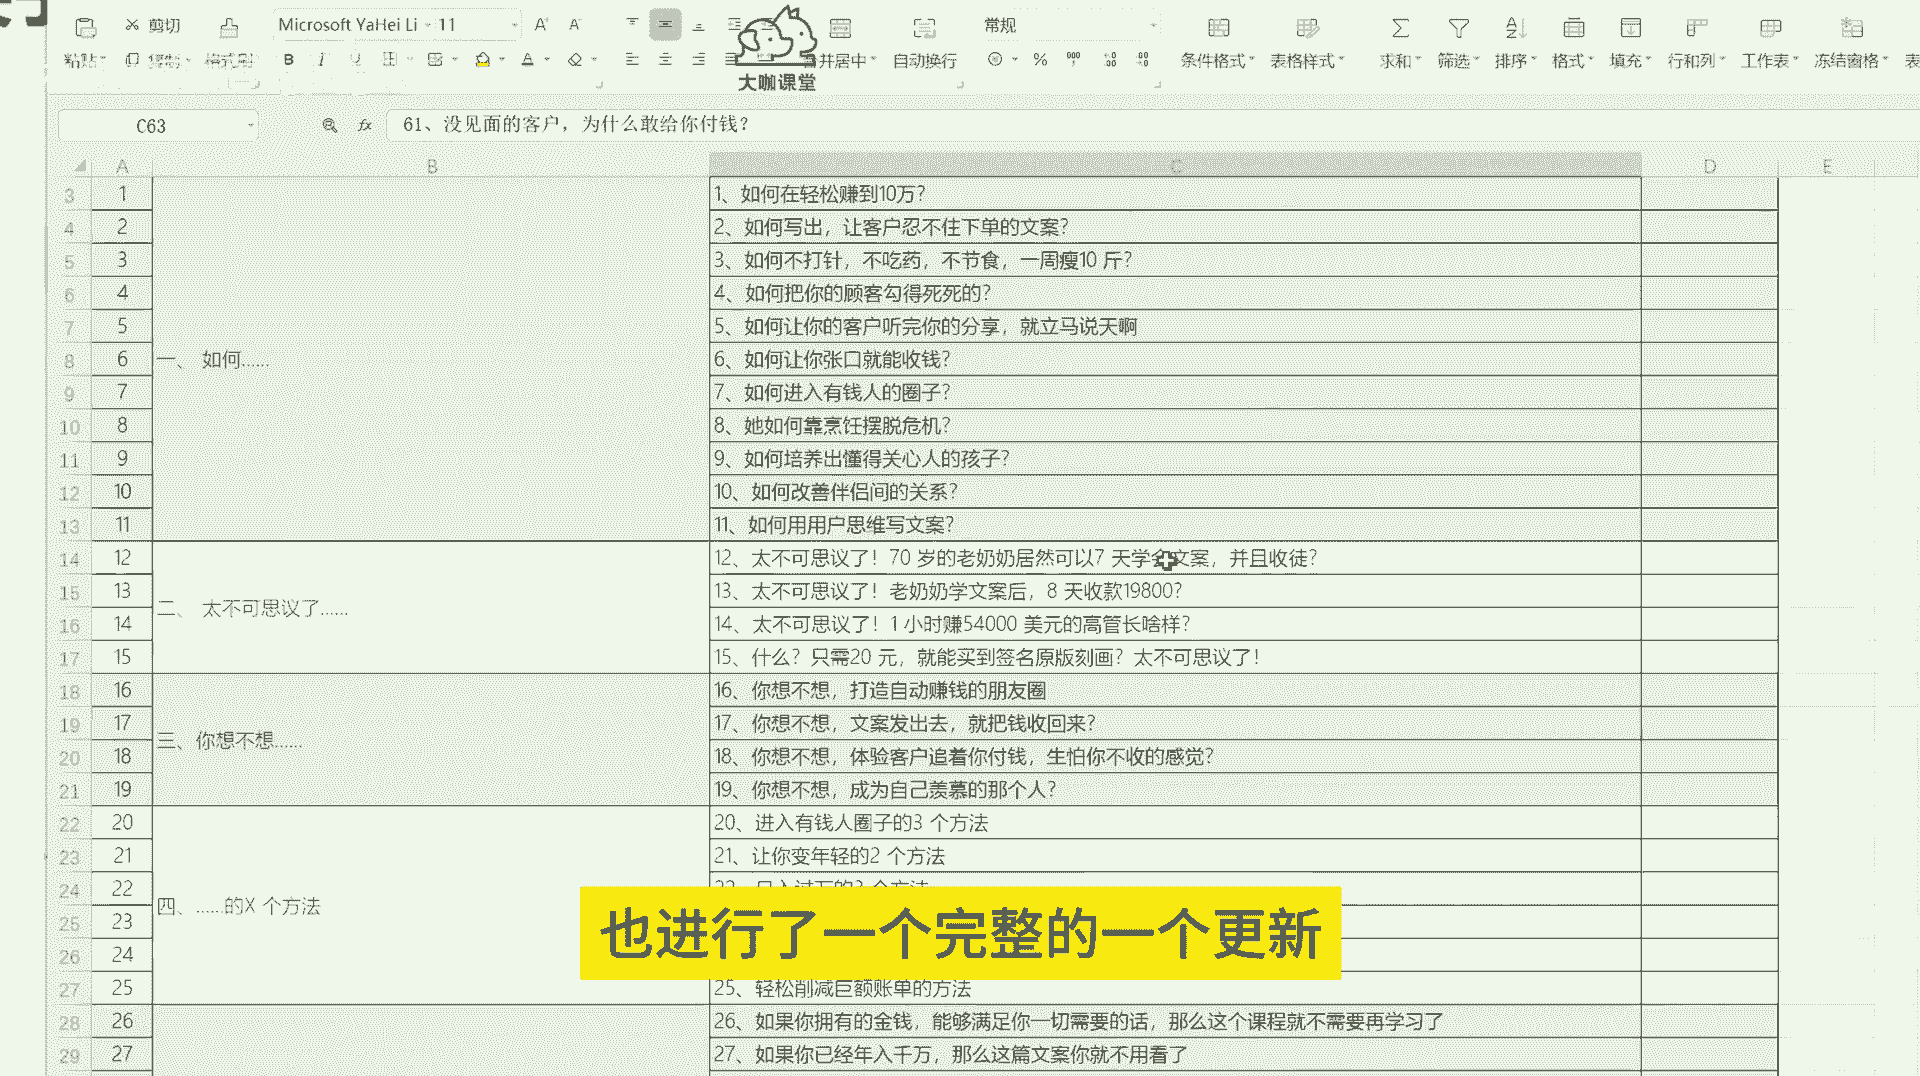 剪切
Microsoft YaHei Li 11
A⁺ A⁻
常规
粘贴 复制 格式刷
B I U A
大咖课堂
并居中 自动换行
% 000
条件格式 表格样式 求和 筛选 排序 格式 填充 行和列 工作表 冻结窗格 表
C63 fx 61、没见面的客户，为什么敢给你付钱？
A B C D E
3 1 1、如何在轻松赚到10万？
4 2 2、如何写出，让客户忍不住下单的文案？
5 3 3、如何不打针，不吃药，不节食，一周瘦10 斤？
6 4 4、如何把你的顾客勾得死死的？
7 5 5、如何让你的客户听完你的分享，就立马说天啊
8 6 一、 如何…… 6、如何让你张口就能收钱？
9 7 7、如何进入有钱人的圈子？
10 8 8、她如何靠烹饪摆脱危机？
11 9 9、如何培养出懂得关心人的孩子？
12 10 10、如何改善伴侣间的关系？
13 11 11、如何用用户思维写文案？
14 12 12、太不可思议了！70 岁的老奶奶居然可以7 天学会文案，并且收徒？
15 13 二、 太不可思议了…… 13、太不可思议了！老奶奶学文案后，8 天收款19800？
16 14 14、太不可思议了！1 小时赚54000 美元的高管长啥样？
17 15 15、什么？只需20 元，就能买到签名原版刻画？太不可思议了！
18 16 16、你想不想，打造自动赚钱的朋友圈
19 17 三、你想不想…… 17、你想不想，文案发出去，就把钱收回来？
20 18 18、你想不想，体验客户追着你付钱，生怕你不收的感觉？
21 19 19、你想不想，成为自己羡慕的那个人？
22 20 20、进入有钱人圈子的3 个方法
23 21 21、让你变年轻的2 个方法
24 22 四、……的X 个方法
25 23
26 24
27 25 25、轻松削减巨额账单的方法
28 26 26、如果你拥有的金钱，能够满足你一切需要的话，那么这个课程就不需要再学习了
29 27 27、如果你已经年入千万，那么这篇文案你就不用看了
也进行了一个完整的一个更新